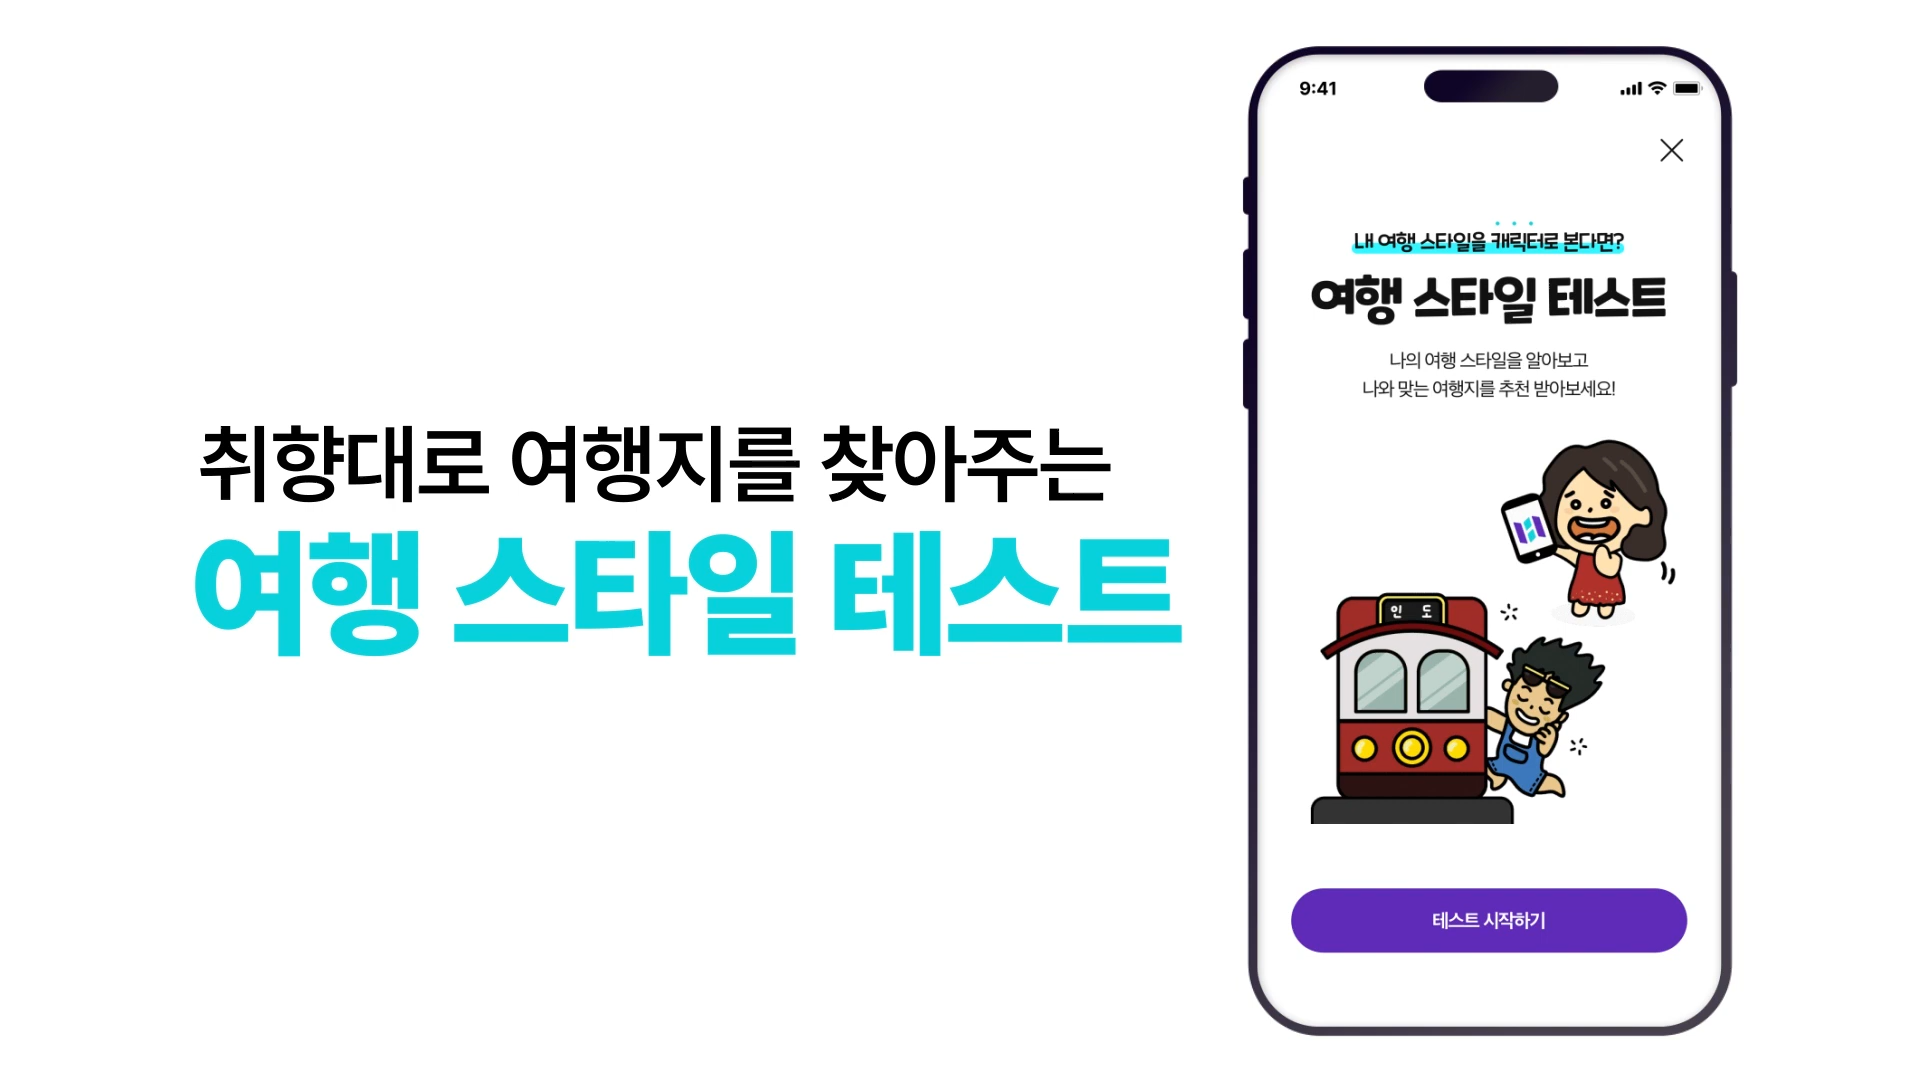 취향대로 여행지를 찾아주는
여행 스타일 테스트
9:41
내 여행 스타일을 캐릭터로 본다면?
여행 스타일 테스트
나의 여행 스타일을 알아보고
나와 맞는 여행지를 추천 받아보세요!
인 도
테스트 시작하기